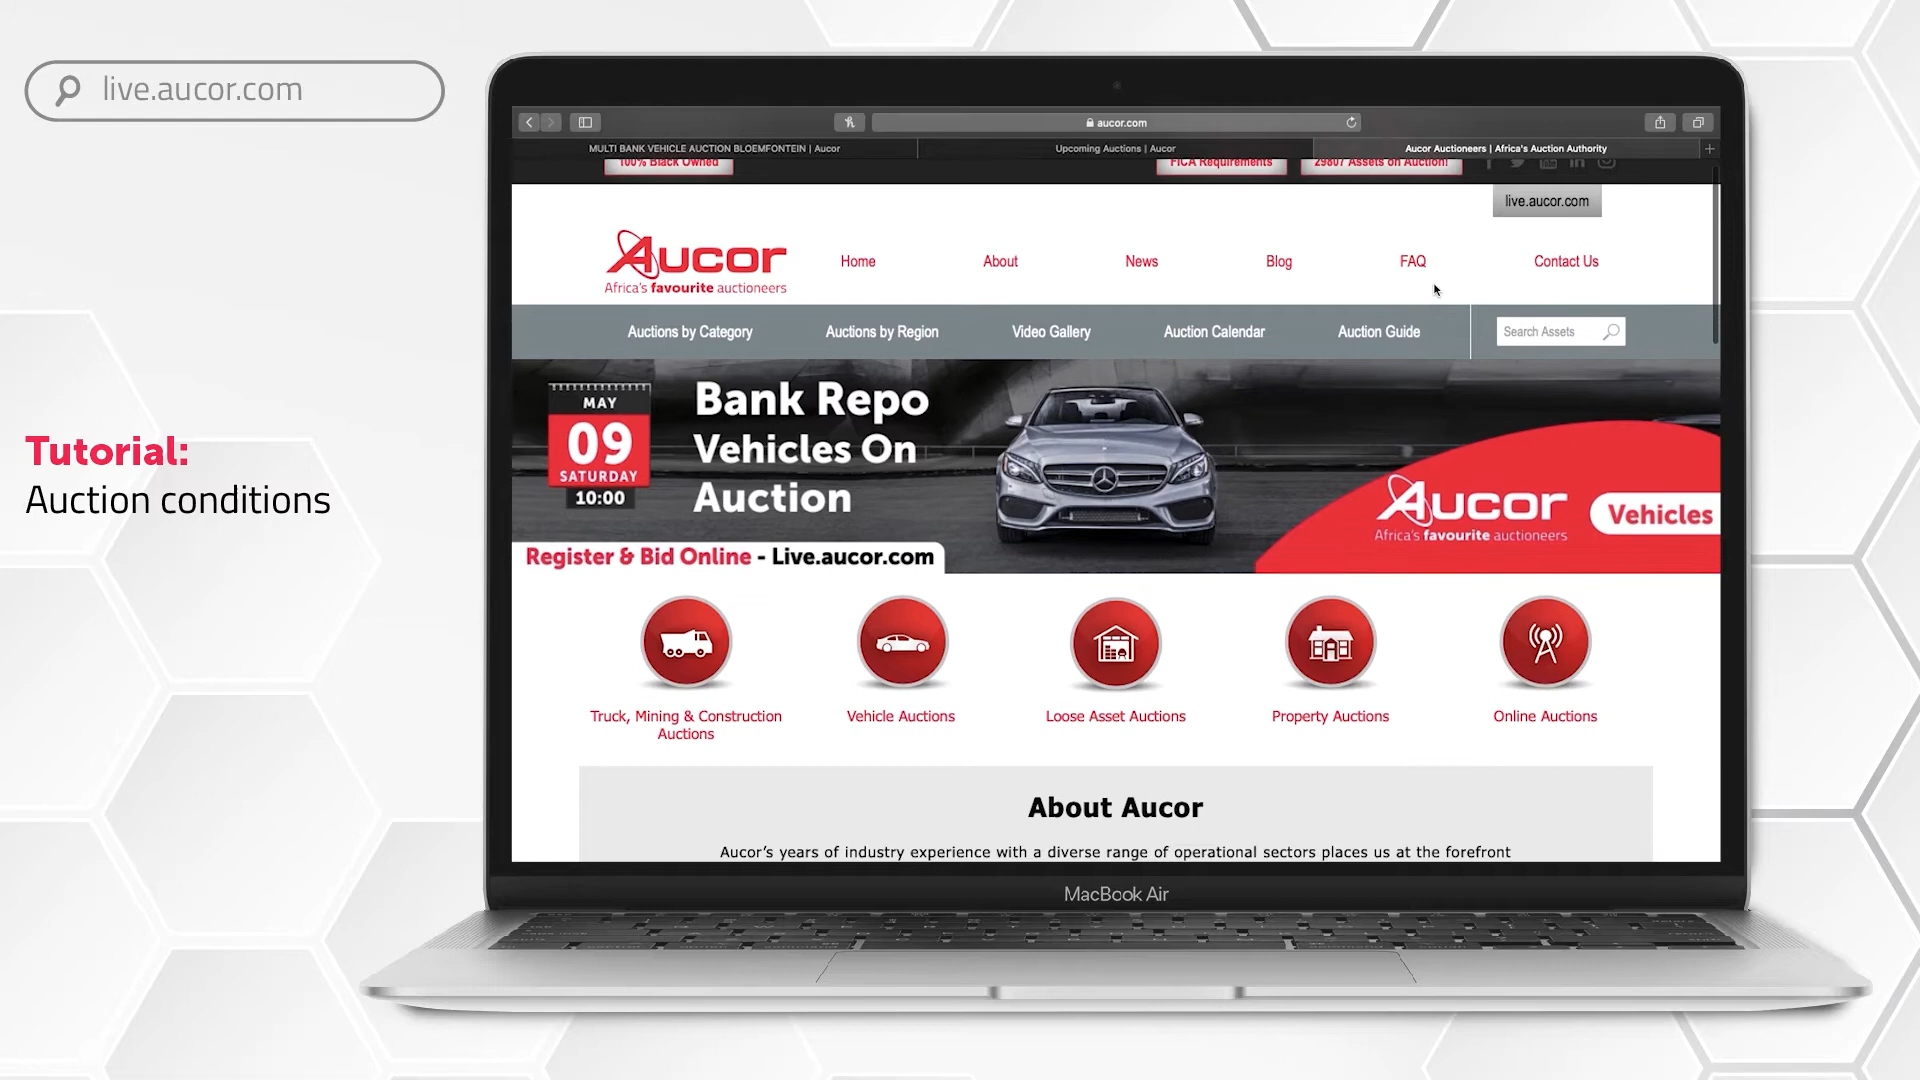 live.aucor.com
Tutorial:
Auction conditions
aucor.com
MULTI BANK VEHICLE AUCTION BLOEMFONTEIN | Aucor
Upcoming Auctions | Aucor
Aucor Auctioneers | Africa's Auction Authority
100% Black Owned
FICA Requirements
29807 Assets on Auction!
live.aucor.com
Aucor
Africa's favourite auctioneers
Home
About
News
Blog
FAQ
Contact Us
Auctions by Category
Auctions by Region
Video Gallery
Auction Calendar
Auction Guide
Search Assets
MAY
09
SATURDAY
10:00
Bank Repo
Vehicles On
Auction
Register & Bid Online - Live.aucor.com
Aucor
Africa's favourite auctioneers
Vehicles
Truck, Mining & Construction
Auctions
Vehicle Auctions
Loose Asset Auctions
Property Auctions
Online Auctions
About Aucor
Aucor's years of industry experience with a diverse range of operational sectors places us at the forefront
MacBook Air